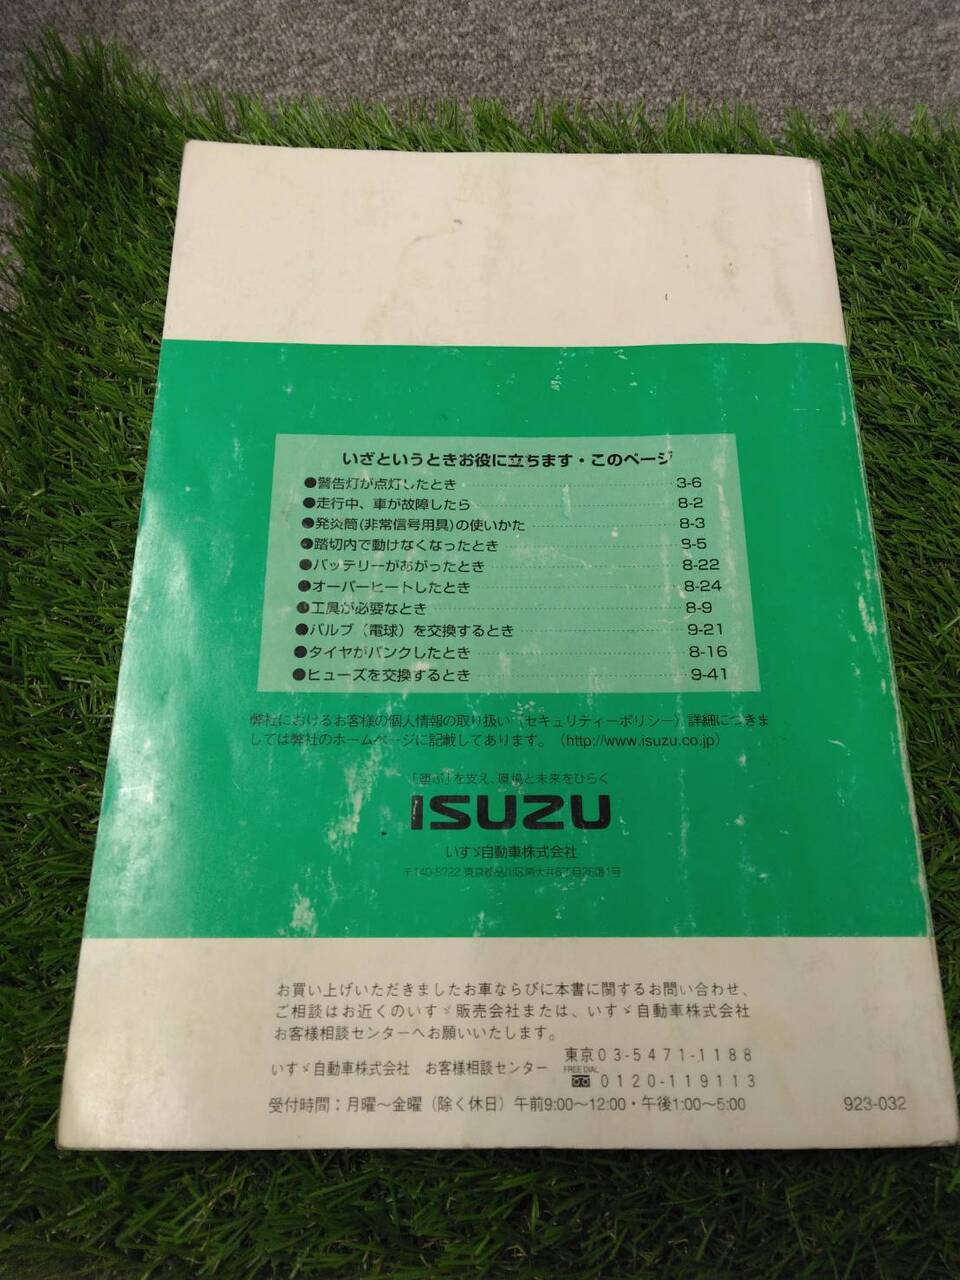 いざというときお役に立ちます・このページ
●警告灯が点灯したとき 3-6
●走行中、車が故障したら 8-2
●発炎筒(非常信号用具)の使いかた 8-3
●踏切内で動けなくなったとき 8-5
●バッテリーがあがったとき 8-22
●オーバーヒートしたとき 8-24
●工具が必要なとき 8-9
●バルブ（電球）を交換するとき 9-21
●タイヤがパンクしたとき 8-16
●ヒューズを交換するとき 9-41
弊社におけるお客様の個人情報の取り扱い（セキュリティーポリシー）詳細につきま
しては弊社のホームページに記載してあります。（http://www.isuzu.co.jp）
「運ぶ」を支え、環境と未来をひらく
ISUZU
いすゞ自動車株式会社
〒140-8722 東京都品川区南大井6丁目26番1号
お買い上げいただきましたお車ならびに本書に関するお問い合わせ、
ご相談はお近くのいすゞ販売会社または、いすゞ自動車株式会社
お客様相談センターへお願いいたします。
いすゞ自動車株式会社 お客様相談センター
東京03-5471-1188
FREE DIAL
0120-119113
受付時間：月曜～金曜（除く休日）午前9:00～12:00・午後1:00～5:00
923-032